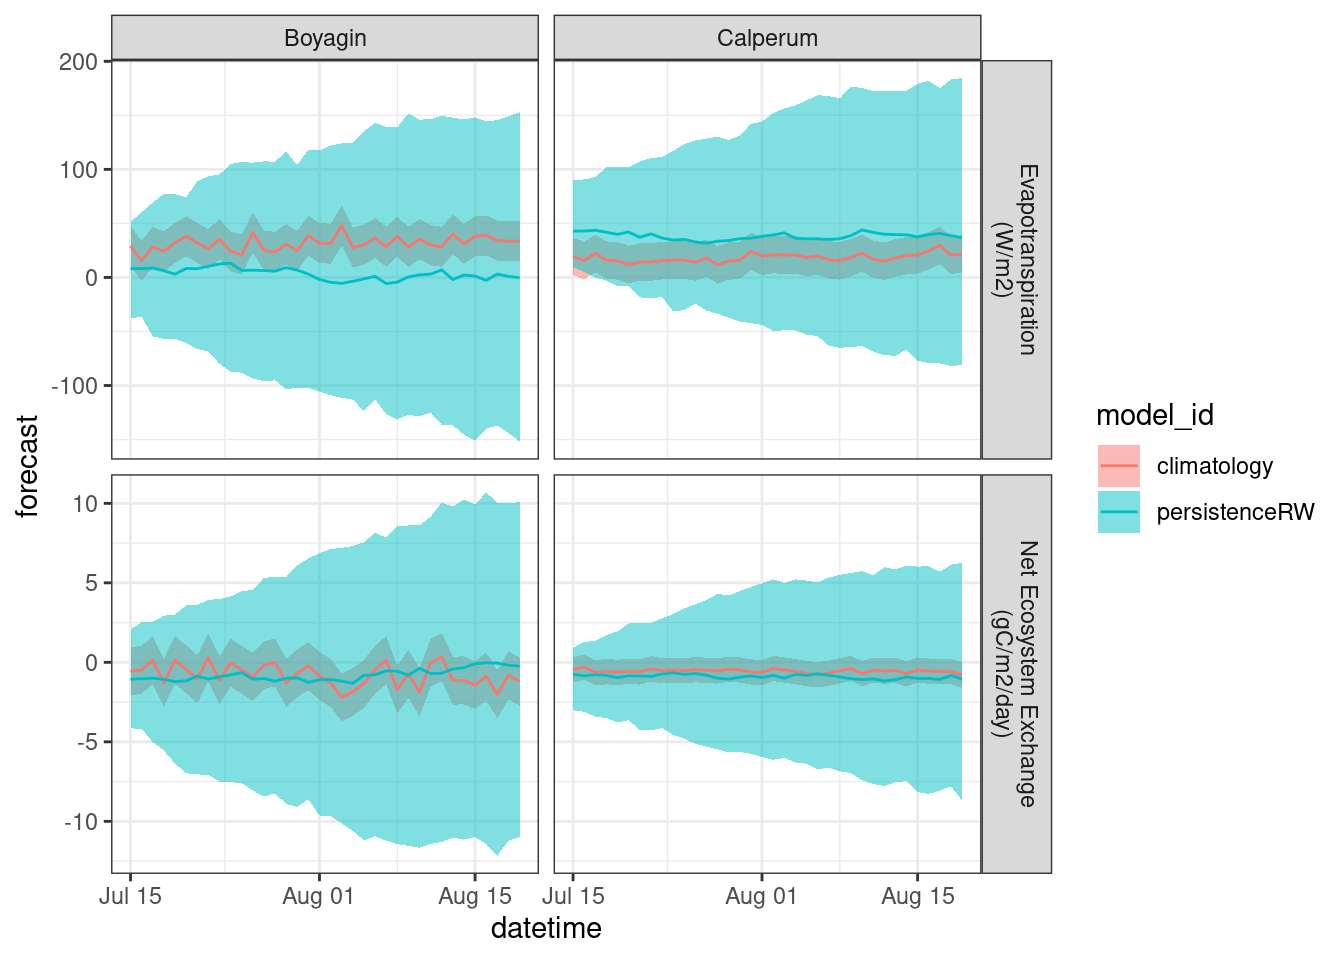 Boyagin
Calperum
200
100
0
-100
Evapotranspiration
(W/m2)
10
5
0
-5
-10
Net Ecosystem Exchange
(gC/m2/day)
Jul 15
Aug 01
Aug 15
Jul 15
Aug 01
Aug 15
datetime
forecast
model_id
climatology
persistenceRW